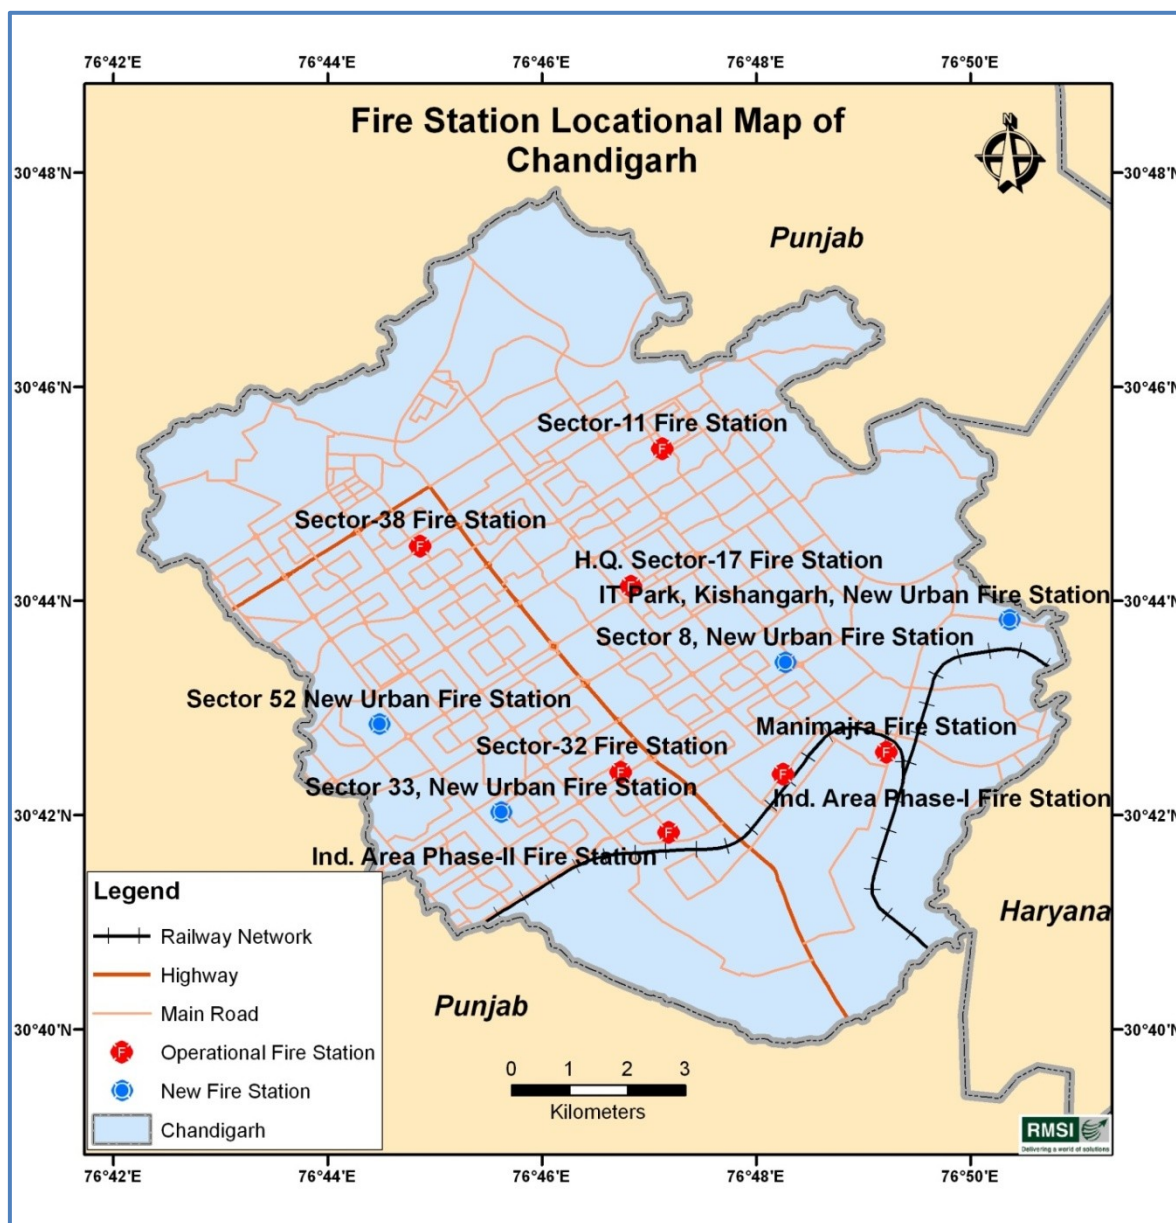 76°42'E 76°44'E 76°46'E 76°48'E 76°50'E
Fire Station Locational Map of
Chandigarh
N
30°48'N 30°48'N
Punjab
30°46'N 30°46'N
Sector-11 Fire Station
F
Sector-38 Fire Station
F
H.Q. Sector-17 Fire Station
F
30°44'N 30°44'N
IT Park, Kishangarh, New Urban Fire Station
Sector 8, New Urban Fire Station
Sector 52 New Urban Fire Station
Manimajra Fire Station
F
Sector-32 Fire Station
F
F
Sector 33, New Urban Fire Station
Ind. Area Phase-I Fire Station
30°42'N 30°42'N
F
Ind. Area Phase-II Fire Station
Legend
Railway Network
Highway
Main Road
F Operational Fire Station
New Fire Station
Chandigarh
Haryana
Punjab
30°40'N 30°40'N
0 1 2 3
Kilometers
RMSI
Delivering a world of solutions
76°42'E 76°44'E 76°46'E 76°48'E 76°50'E